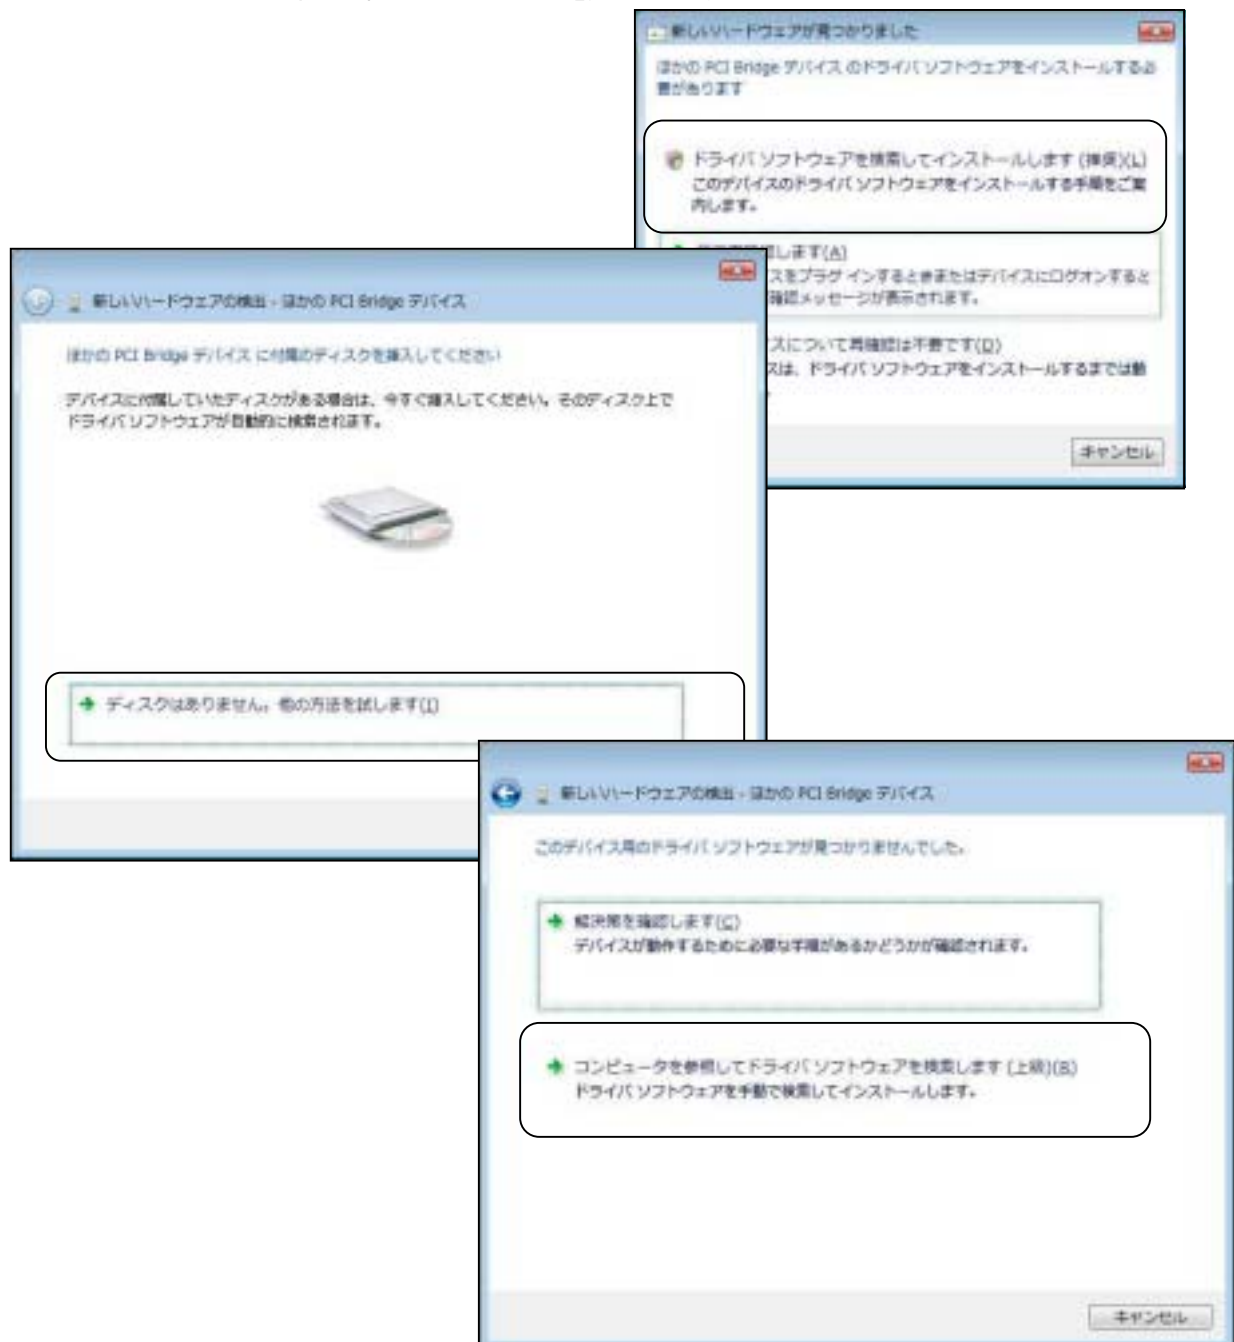 新しいハードウェアが見つかりました
ほかの PCI Bridge デバイス のドライバ ソフトウェアをインストールする必
要があります
ドライバ ソフトウェアを検索してインストールします (推奨)(L)
このデバイスのドライバ ソフトウェアをインストールする手順をご案
内します。
します(A)
スをプラグ インするときまたはデバイスにログオンすると
確認メッセージが表示されます。
スについて再確認は不要です(D)
スは、ドライバ ソフトウェアをインストールするまでは動
キャンセル
新しいハードウェアの検出 - ほかの PCI Bridge デバイス
ほかの PCI Bridge デバイス に付属のディスクを挿入してください
デバイスに付属していたディスクがある場合は、今すぐ挿入してください。そのディスク上で
ドライバ ソフトウェアが自動的に検索されます。
ディスクはありません。他の方法を試します(I)
新しいハードウェアの検出 - ほかの PCI Bridge デバイス
このデバイス用のドライバ ソフトウェアが見つかりませんでした。
解決策を確認します(C)
デバイスが動作するために必要な手順があるかどうかが確認されます。
コンピュータを参照してドライバ ソフトウェアを検索します (上級)(R)
ドライバ ソフトウェアを手動で検索してインストールします。
キャンセル